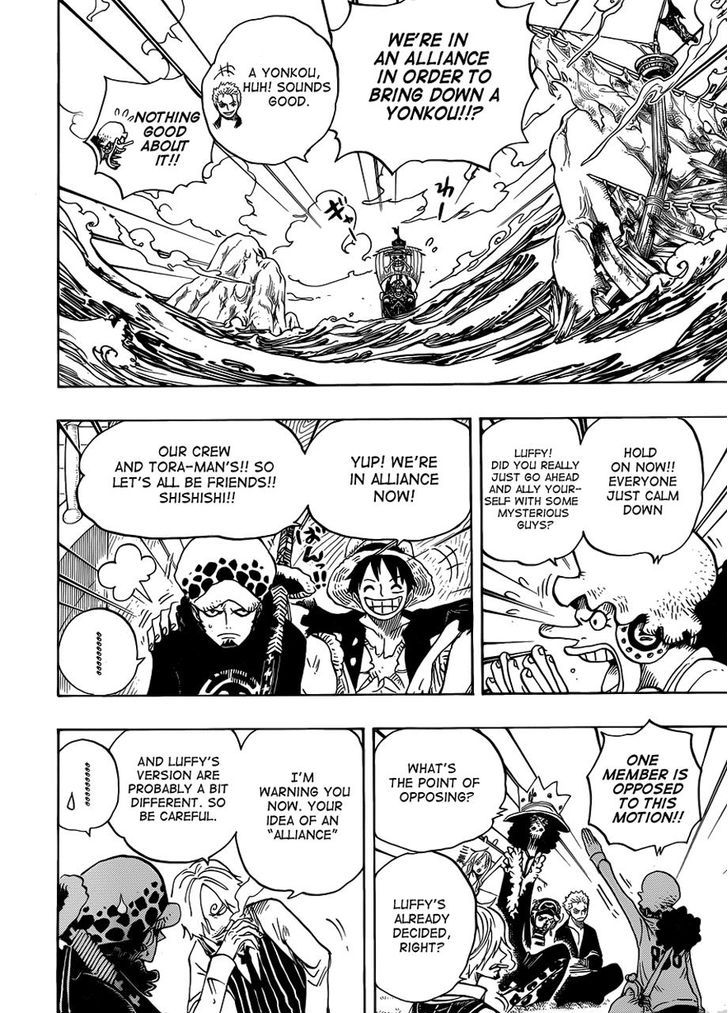 WE'RE IN
AN ALLIANCE
IN ORDER TO
BRING DOWN A
YONKOU!!!?
A YONKOU,
HUH! SOUNDS
GOOD.
NOTHING
GOOD
ABOUT
IT!!
HOLD
ON NOW!!
EVERYONE
JUST CALM
DOWN
LUFFY!
DID YOU REALLY
JUST GO AHEAD
AND ALLY YOUR-
SELF WITH SOME
MYSTERIOUS
GUYS?
YUP! WE'RE
IN ALLIANCE
NOW!
OUR CREW
AND TORA-MAN'S!! SO
LET'S ALL BE FRIENDS!!
SHISHISHI!!
ばんっ!!
ONE
MEMBER IS
OPPOSED
TO THIS
MOTION!!
WHAT'S
THE POINT OF
OPPOSING?
LUFFY'S
ALREADY
DECIDED,
RIGHT?
I'M
WARNING YOU
NOW. YOUR
IDEA OF AN
"ALLIANCE"
AND LUFFY'S
VERSION ARE
PROBABLY A BIT
DIFFERENT. SO
BE CAREFUL.